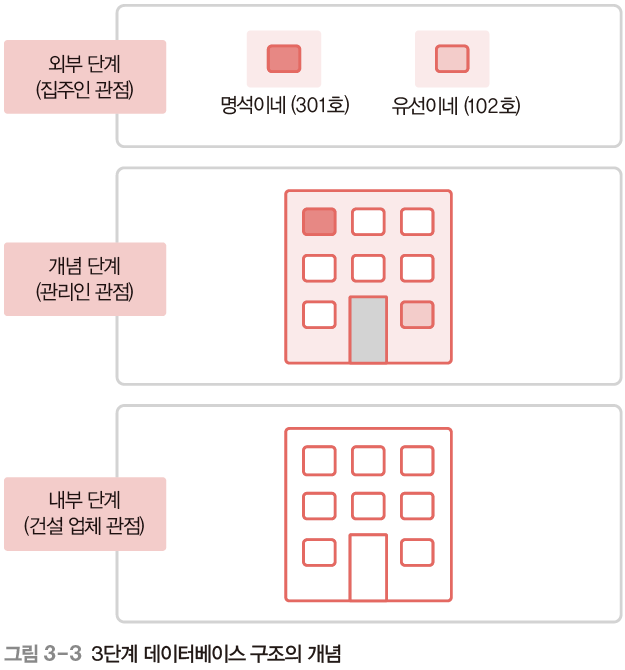 외부 단계
(집주인 관점)
명석이네 (301호)
유선이네 (102호)
개념 단계
(관리인 관점)
내부 단계
(건설 업체 관점)
그림 3-3 3단계 데이터베이스 구조의 개념